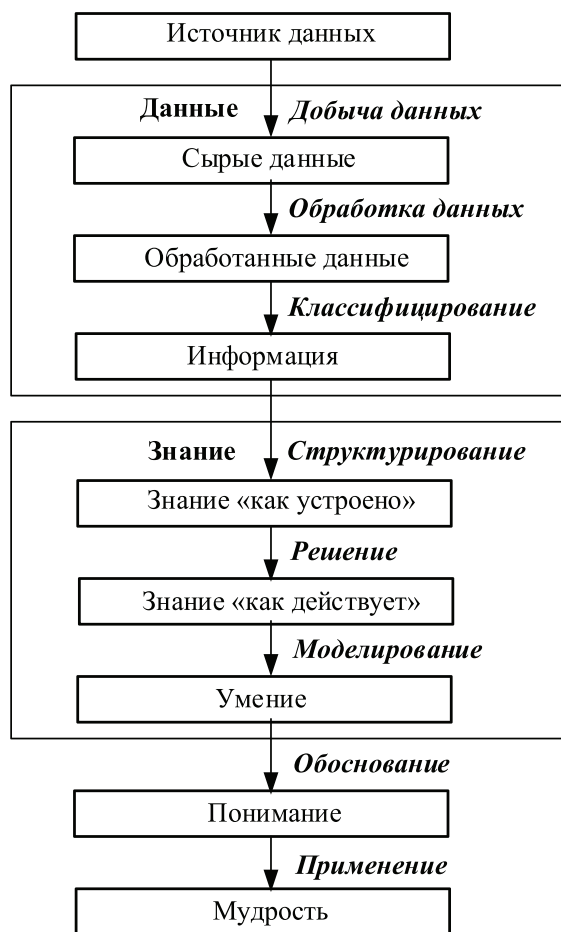 Источник данных
Данные Добыча данных
Сырые данные
Обработка данных
Обработанные данные
Классифицирование
Информация
Знание Структурирование
Знание «как устроено»
Решение
Знание «как действует»
Моделирование
Умение
Обоснование
Понимание
Применение
Мудрость